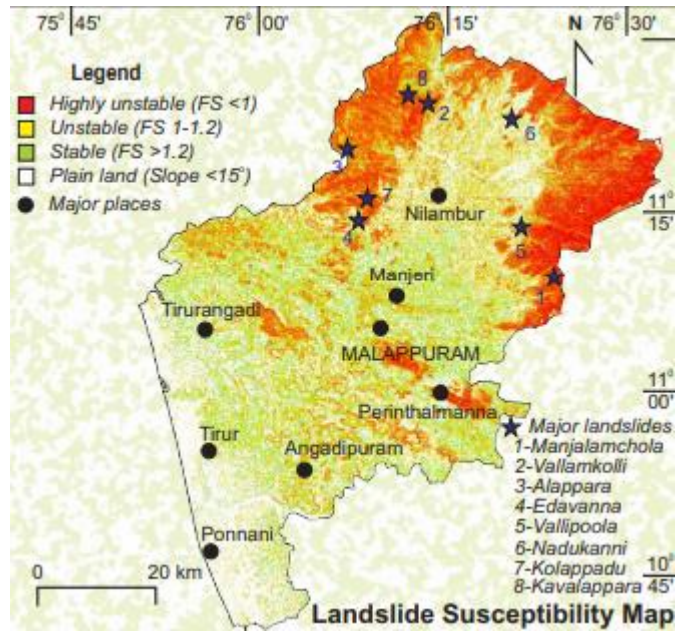 75° 45'
76° 00'
76° 15'
76° 30'
N
Legend
Highly unstable (FS <1)
Unstable (FS 1-1.2)
Stable (FS >1.2)
Plain land (Slope <15°)
Major places
8
2
6
3
7
4
5
1
Nilambur
11°
15'
Manjeri
Tirurangadi
MALAPPURAM
11°
00'
Perinthalmanna
Major landslides
1-Manjalamchola
2-Vallamkolli
3-Alappara
4-Edavanna
5-Vallipoola
6-Nadukanni
7-Kolappadu
8-Kavalappara
Tirur
Angadipuram
Ponnani
0 20 km
10°
45'
Landslide Susceptibility Map